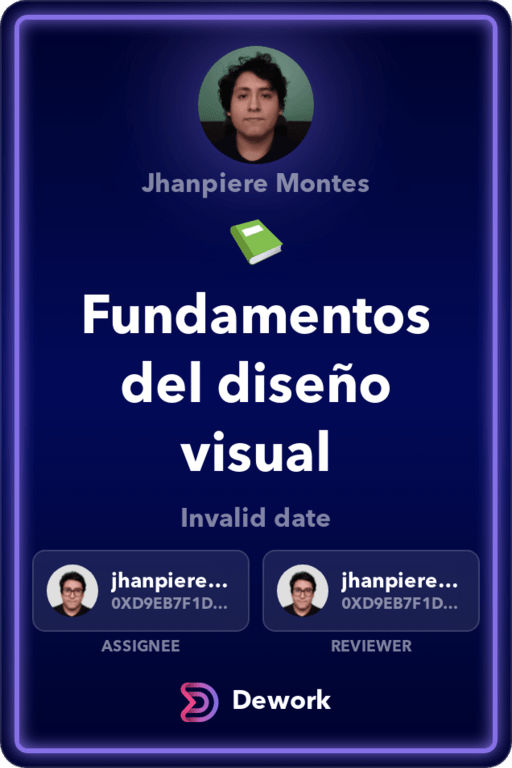 Jhanpiere Montes
Fundamentos
del diseño
visual
Invalid date
jhanpiere...
0XD9EB7F1D...
jhanpiere...
0XD9EB7F1D...
ASSIGNEE
REVIEWER
Dework